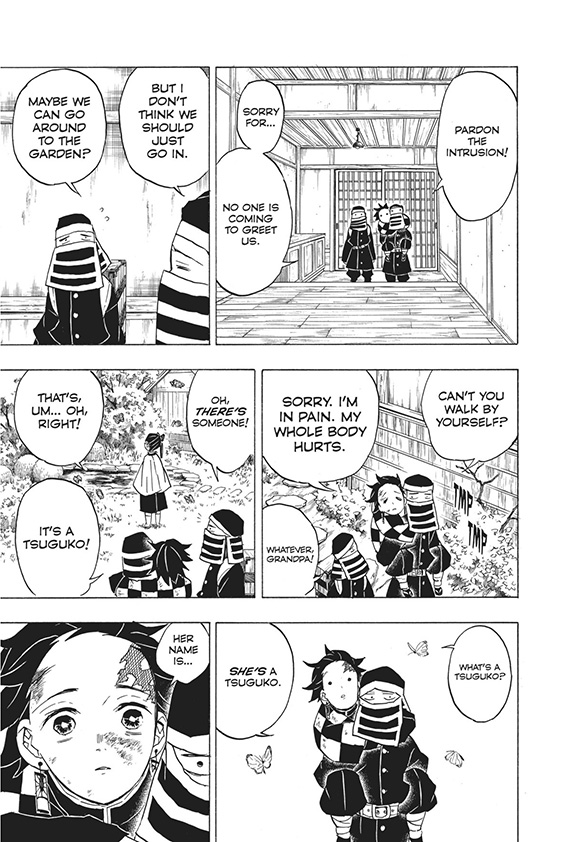 PARDON
THE
INTRUSION!
SORRY
FOR...
NO ONE IS
COMING
TO GREET
US.
BUT I
DON'T
THINK WE
SHOULD
JUST
GO IN.
MAYBE WE
CAN GO
AROUND
TO THE
GARDEN?
CAN'T YOU
WALK BY
YOURSELF?
SORRY. I'M
IN PAIN. MY
WHOLE BODY
HURTS.
TMP
TMP
WHATEVER,
GRANDPA!
OH,
THERE'S
SOMEONE!
THAT'S,
UM... OH,
RIGHT!
IT'S A
TSUGUKO!
WHAT'S A
TSUGUKO?
SHE'S A
TSUGUKO.
HER
NAME
IS...